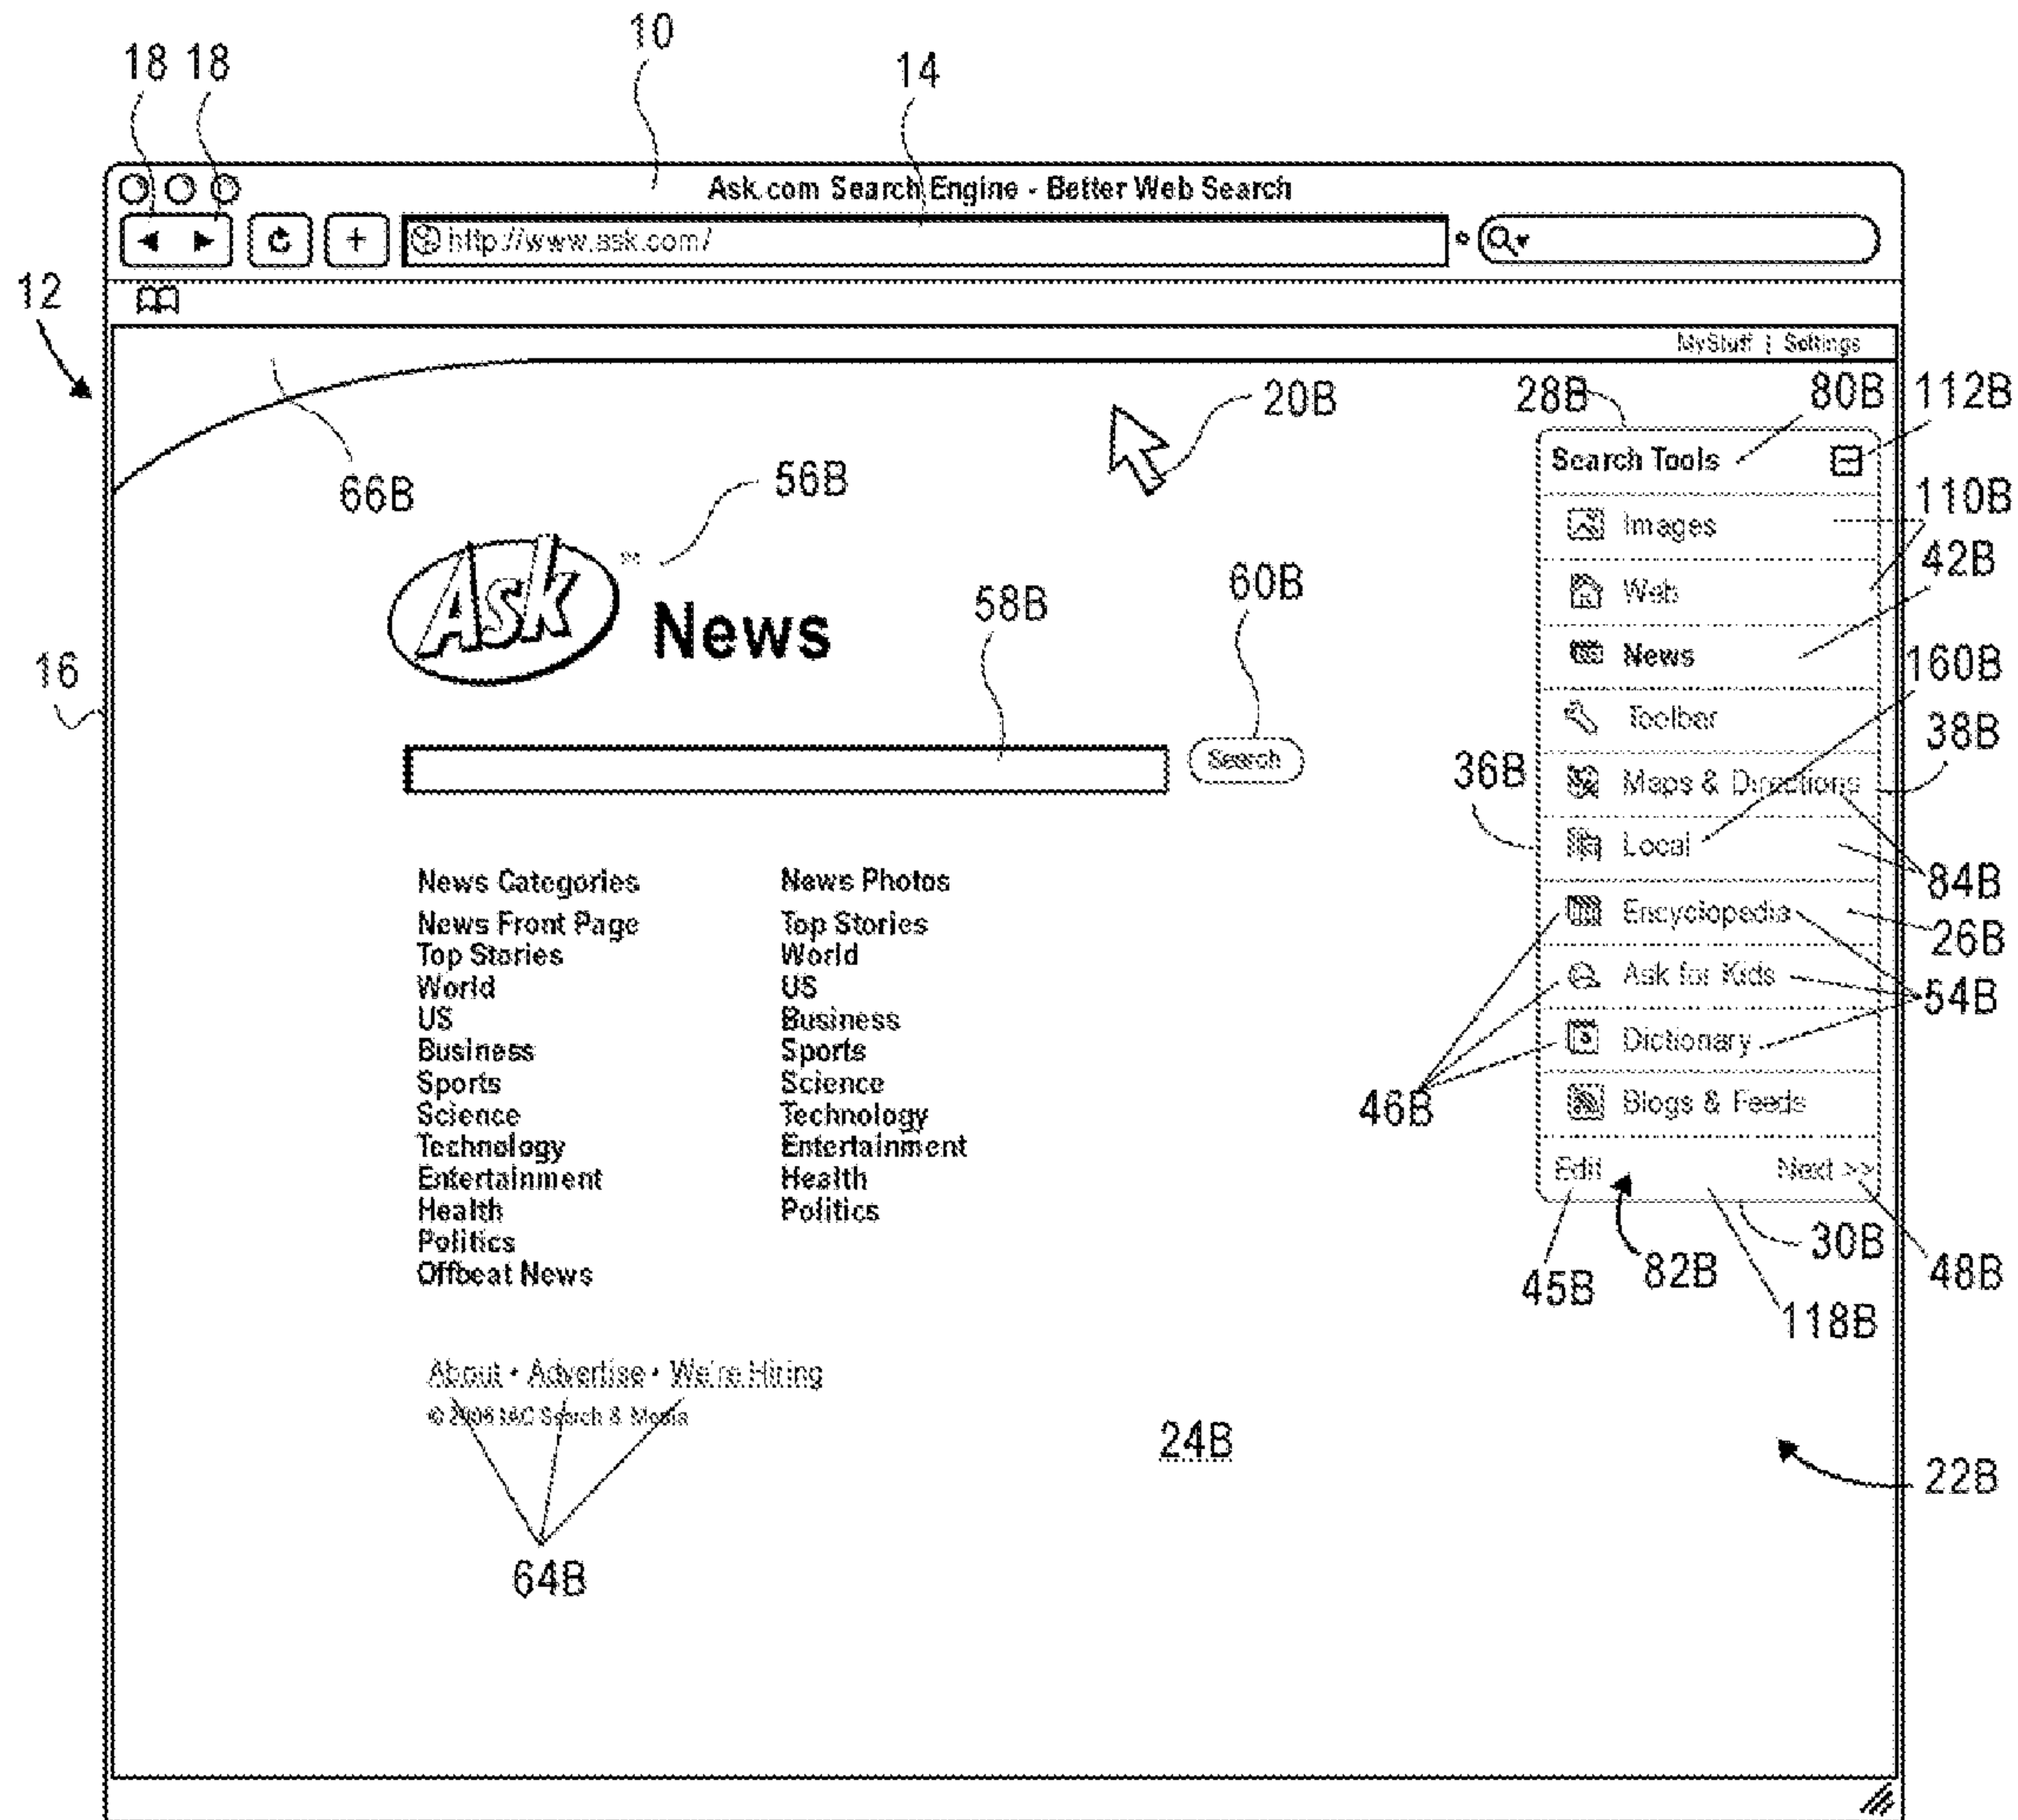 10
18 18
14
Ask.com Search Engine - Better Web Search
http://www.ask.com/
12
MyStuff | Settings
20B
28B
80B
112B
66B
56B
Search Tools
110B
Images
42B
Ask
News
58B
60B
Web
16
News
160B
Toolbar
38B
Search
36B
Maps & Directions
Local
84B
News Categories
News Front Page
Top Stories
World
US
Business
Sports
Science
Technology
Entertainment
Health
Politics
Offbeat News
News Photos
Top Stories
World
US
Business
Sports
Science
Technology
Entertainment
Health
Politics
Encyclopedia
26B
Ask for Kids
54B
Dictionary
46B
Blogs & Feeds
Edit
Next >>
30B
45B
82B
48B
118B
About • Advertise • We're Hiring
IAC Search & Media
24B
22B
64B